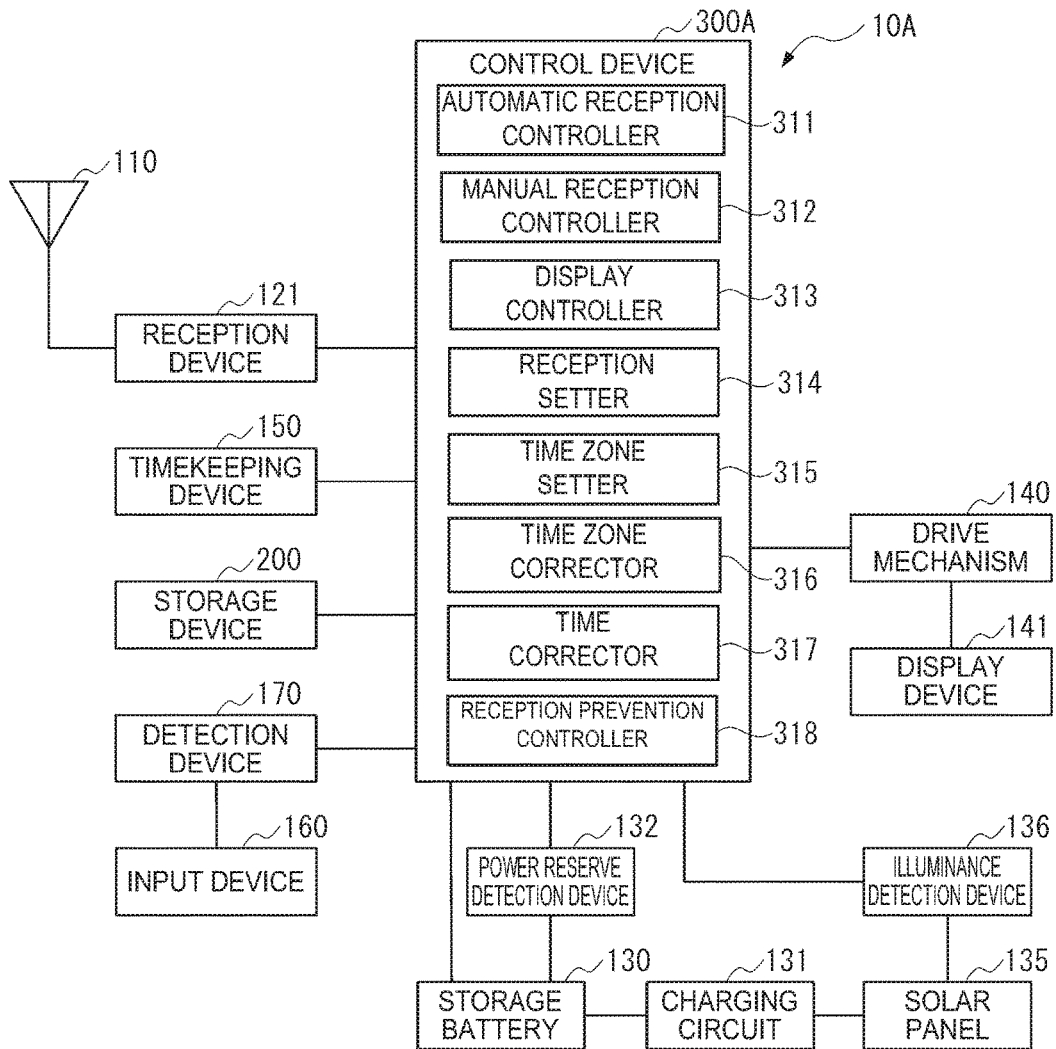 300A
10A
CONTROL DEVICE
AUTOMATIC RECEPTION
CONTROLLER
311
110
MANUAL RECEPTION
CONTROLLER
312
DISPLAY
CONTROLLER
313
121
RECEPTION
DEVICE
RECEPTION
SETTER
314
150
TIMEKEEPING
DEVICE
TIME ZONE
SETTER
315
140
DRIVE
MECHANISM
TIME ZONE
CORRECTOR
316
200
STORAGE
DEVICE
TIME
CORRECTOR
317
141
DISPLAY
DEVICE
170
DETECTION
DEVICE
RECEPTION PREVENTION
CONTROLLER
318
160
INPUT DEVICE
132
POWER RESERVE
DETECTION DEVICE
136
ILLUMINANCE
DETECTION DEVICE
130
STORAGE
BATTERY
131
CHARGING
CIRCUIT
135
SOLAR
PANEL